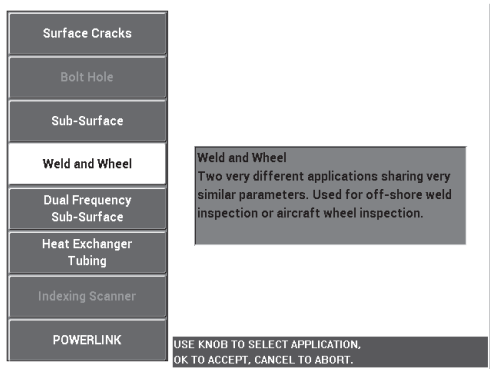 Surface Cracks
Bolt Hole
Sub-Surface
Weld and Wheel
Dual Frequency
Sub-Surface
Heat Exchanger
Tubing
Indexing Scanner
POWERLINK
Weld and Wheel
Two very different applications sharing very
similar parameters. Used for off-shore weld
inspection or aircraft wheel inspection.
USE KNOB TO SELECT APPLICATION,
OK TO ACCEPT, CANCEL TO ABORT.